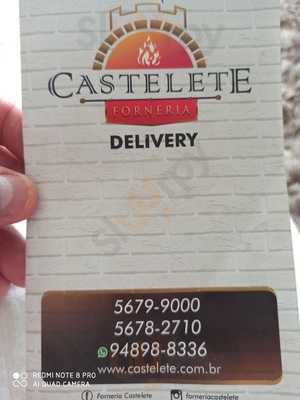 CASTELETE
FORNERIA
DELIVERY
5679-9000
5678-2710
94898-8336
www.castelete.com.br
Forneria Castelete
forneriacastelete
REDMI NOTE 8 PRO
AI QUAD CAMERA